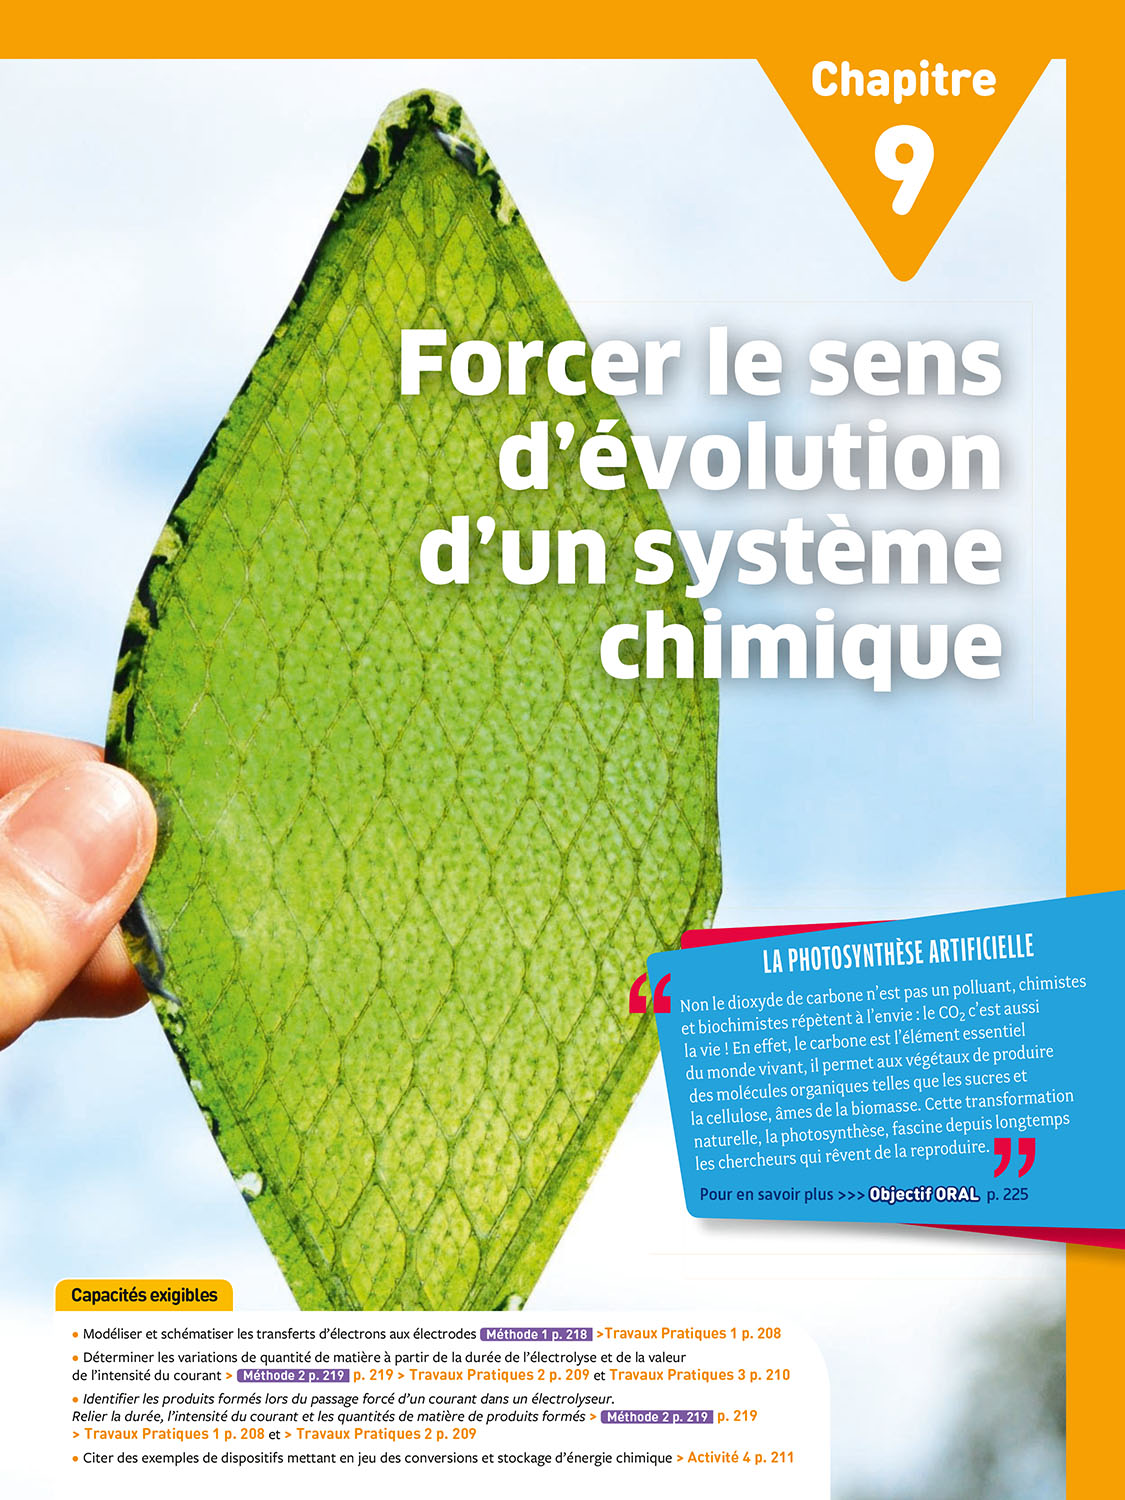 Chapitre
9
Forcer le sens
d'évolution
d'un système
chimique
LA PHOTOSYNTHÈSE ARTIFICIELLE
“ Non le dioxyde de carbone n'est pas un polluant, chimistes
et biochimistes répètent à l'envie : le CO₂ c'est aussi
la vie ! En effet, le carbone est l'élément essentiel
du monde vivant, il permet aux végétaux de produire
des molécules organiques telles que les sucres et
la cellulose, âmes de la biomasse. Cette transformation
naturelle, la photosynthèse, fascine depuis longtemps
les chercheurs qui rêvent de la reproduire. ”
Pour en savoir plus >>> Objectif ORAL p. 225
Capacités exigibles
• Modéliser et schématiser les transferts d'électrons aux électrodes Méthode 1 p. 218 >Travaux Pratiques 1 p. 208
• Déterminer les variations de quantité de matière à partir de la durée de l'électrolyse et de la valeur
de l'intensité du courant > Méthode 2 p. 219 p. 219 > Travaux Pratiques 2 p. 209 et Travaux Pratiques 3 p. 210
• Identifier les produits formés lors du passage forcé d'un courant dans un électrolyseur.
Relier la durée, l'intensité du courant et les quantités de matière de produits formés > Méthode 2 p. 219 p. 219
> Travaux Pratiques 1 p. 208 et > Travaux Pratiques 2 p. 209
• Citer des exemples de dispositifs mettant en jeu des conversions et stockage d'énergie chimique > Activité 4 p. 211